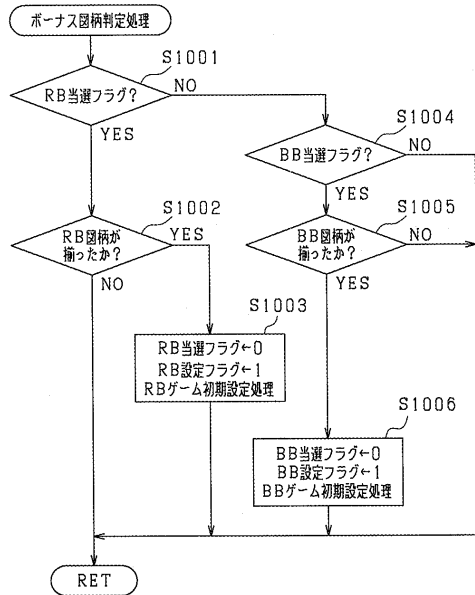 ボーナス図柄判定処理
S1001
RB当選フラグ?
NO
YES
S1004
BB当選フラグ?
NO
YES
S1002
RB図柄が
揃ったか?
YES
NO
S1005
BB図柄が
揃ったか?
NO
YES
S1003
RB当選フラグ←0
RB設定フラグ←1
RBゲーム初期設定処理
S1006
BB当選フラグ←0
BB設定フラグ←1
BBゲーム初期設定処理
RET